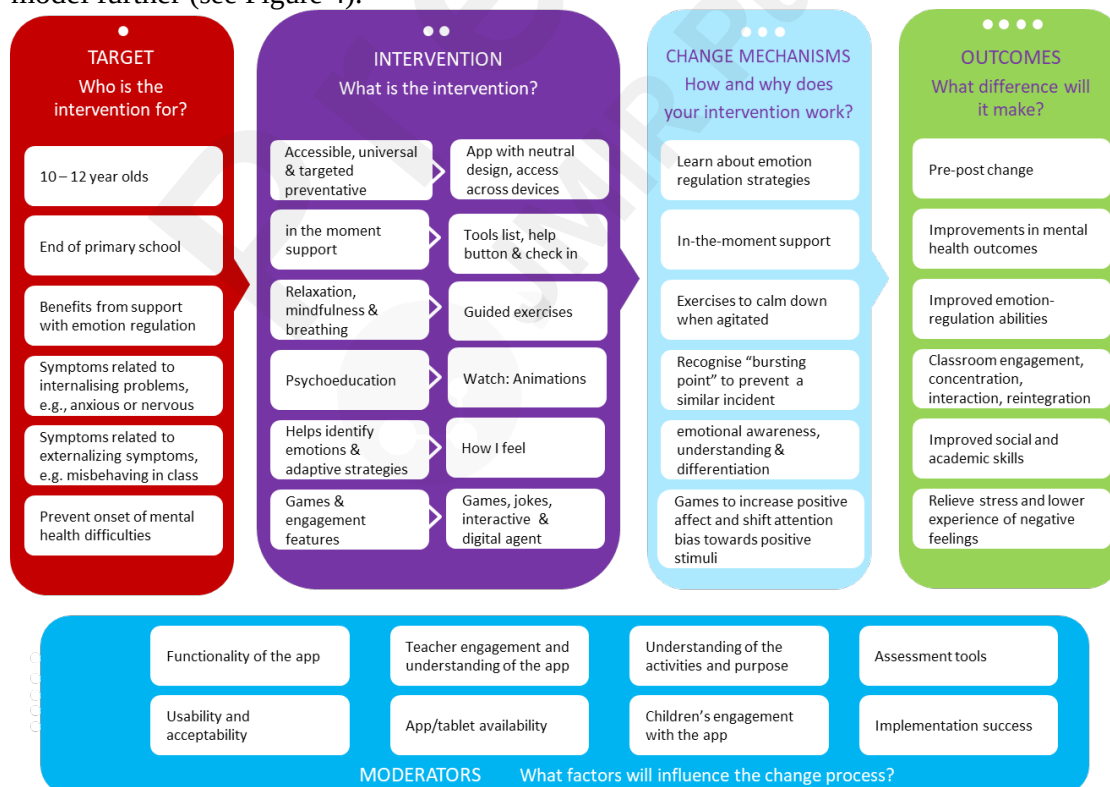 model further (see Figure 4).
TARGET
Who is the
intervention for?
10 – 12 year olds
End of primary school
Benefits from support
with emotion regulation
Symptoms related to
internalising problems,
e.g., anxious or nervous
Symptoms related to
externalizing symptoms,
e.g. misbehaving in class
Prevent onset of mental
health difficulties
INTERVENTION
What is the intervention?
Accessible, universal
& targeted
preventative
App with neutral
design, access
across devices
in the moment
support
Tools list, help
button & check in
Relaxation,
mindfulness &
breathing
Guided exercises
Psychoeducation
Watch: Animations
Helps identify
emotions &
adaptive strategies
How I feel
Games &
engagement
features
Games, jokes,
interactive &
digital agent
CHANGE MECHANISMS
How and why does
your intervention work?
Learn about emotion
regulation strategies
In-the-moment support
Exercises to calm down
when agitated
Recognise “bursting
point” to prevent a
similar incident
emotional awareness,
understanding &
differentiation
Games to increase positive
affect and shift attention
bias towards positive
stimuli
OUTCOMES
What difference will
it make?
Pre-post change
Improvements in mental
health outcomes
Improved emotion-
regulation abilities
Classroom engagement,
concentration,
interaction, reintegration
Improved social and
academic skills
Relieve stress and lower
experience of negative
feelings
Functionality of the app
Teacher engagement and
understanding of the app
Understanding of the
activities and purpose
Assessment tools
Usability and
acceptability
App/tablet availability
Children’s engagement
with the app
Implementation success
MODERATORS What factors will influence the change process?